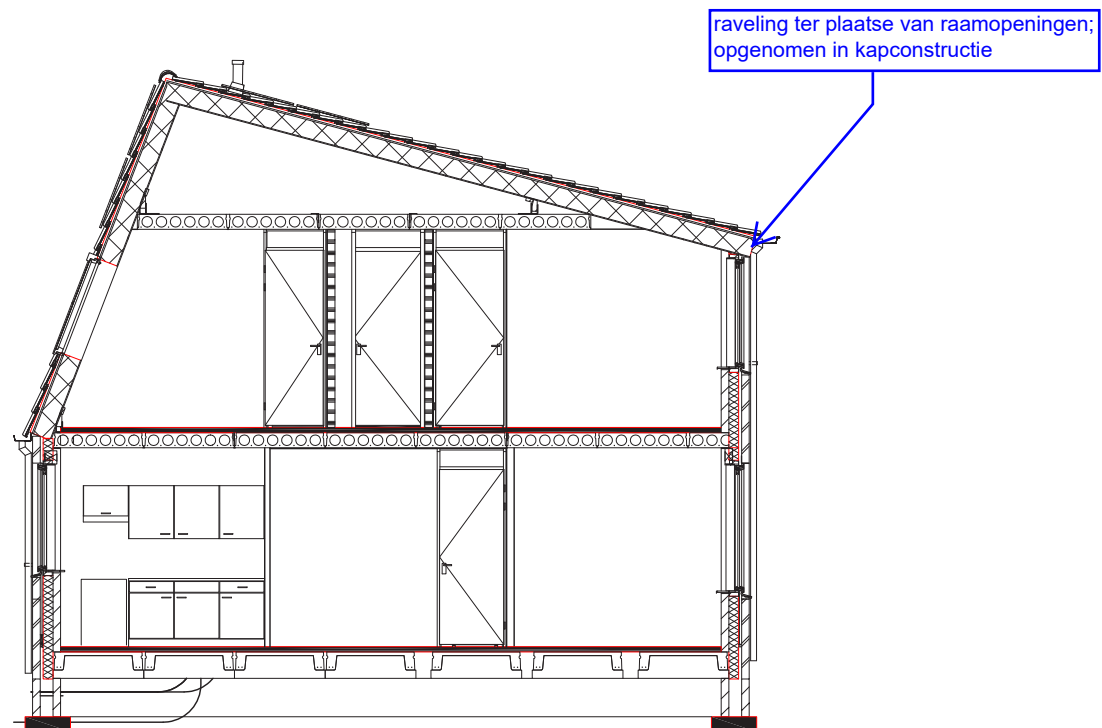 raveling ter plaatse van raamopeningen;
opgenomen in kapconstructie